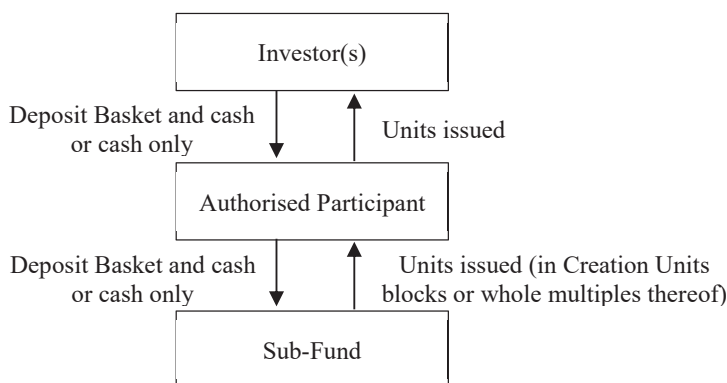 Investor(s)
Deposit Basket and cash
or cash only
Units issued
Authorised Participant
Deposit Basket and cash
or cash only
Units issued (in Creation Units
blocks or whole multiples thereof)
Sub-Fund